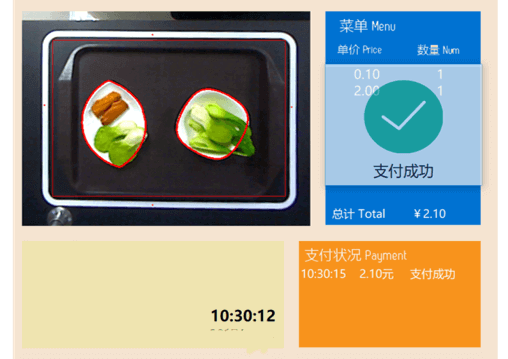 菜单 Menu
单价 Price 数量 Num
0.10 1
2.00 1
支付成功
总计 Total ¥2.10
支付状况 Payment
10:30:15 2.10元 支付成功
10:30:12